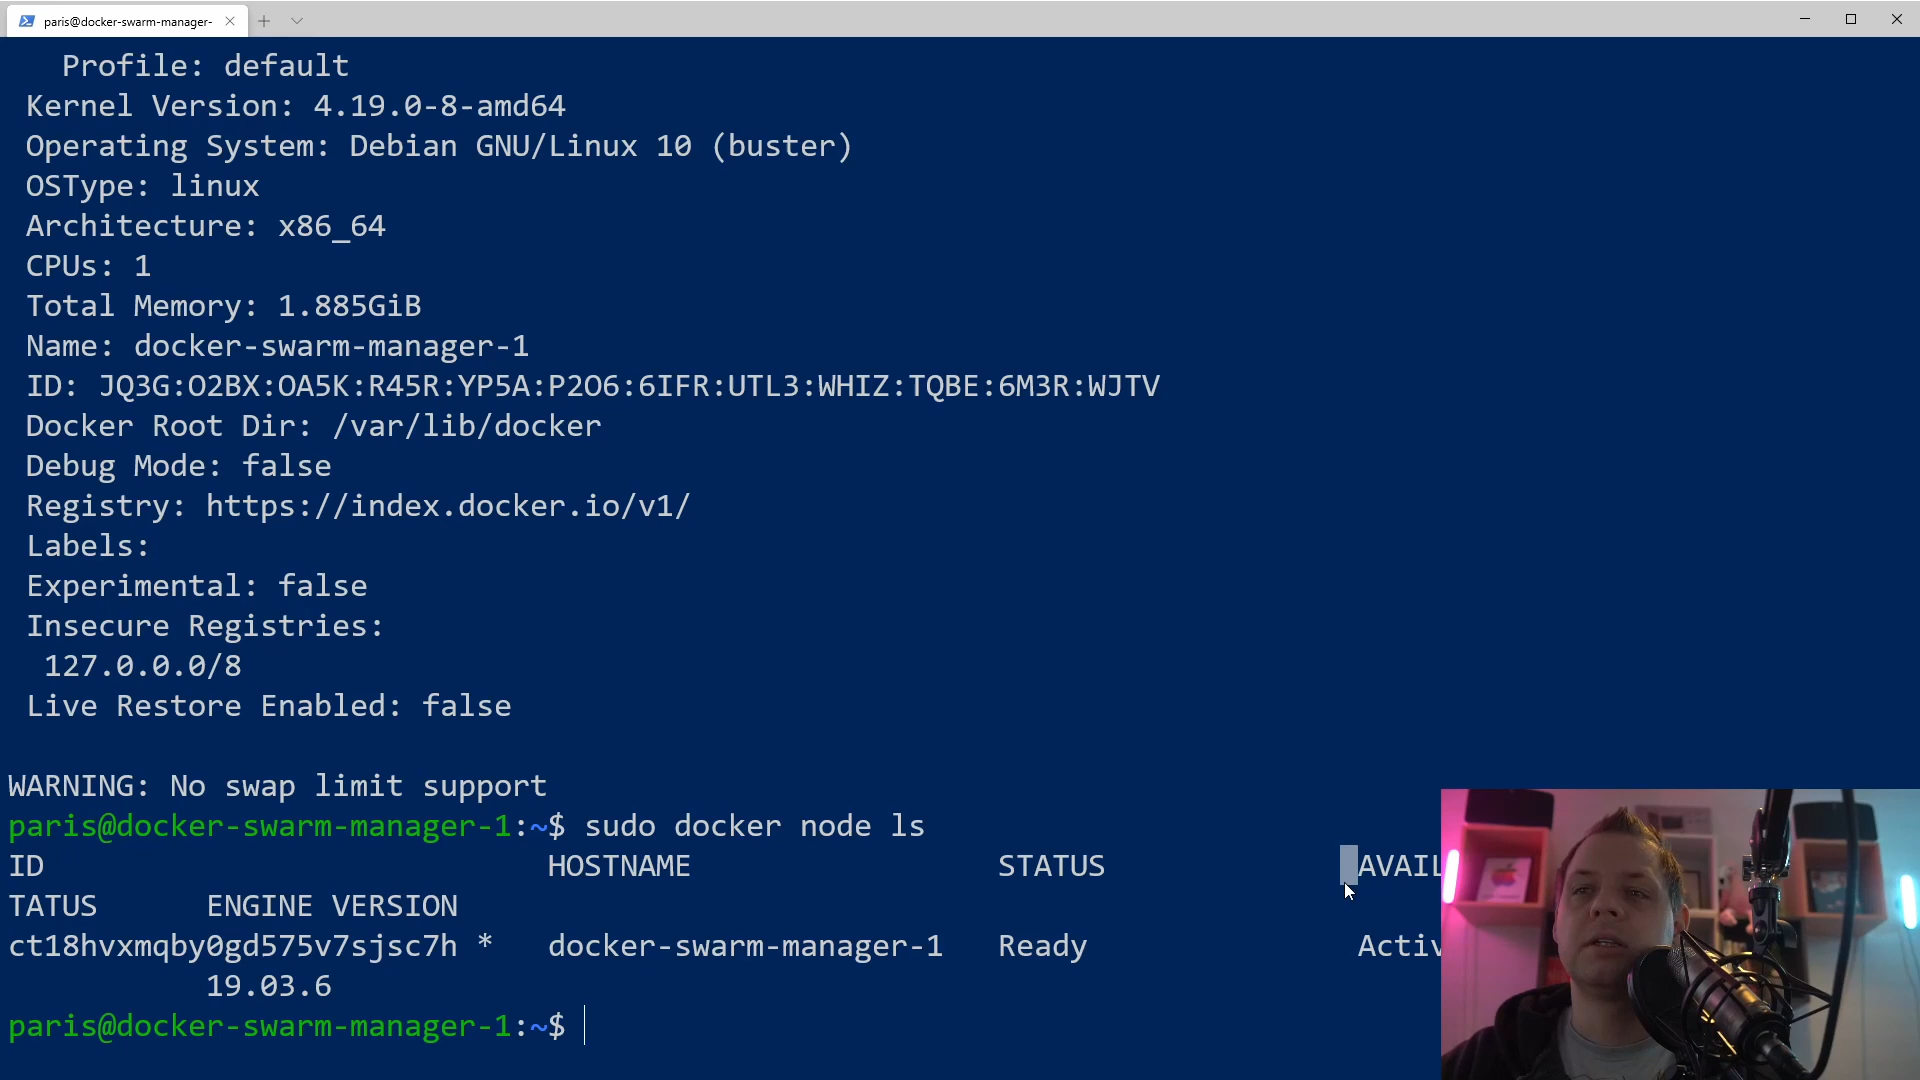 paris@docker-swarm-manager-
Profile: default
Kernel Version: 4.19.0-8-amd64
Operating System: Debian GNU/Linux 10 (buster)
OSType: linux
Architecture: x86_64
CPUs: 1
Total Memory: 1.885GiB
Name: docker-swarm-manager-1
ID: JQ3G:O2BX:OA5K:R45R:YP5A:P2O6:6IFR:UTL3:WHIZ:TQBE:6M3R:WJTV
Docker Root Dir: /var/lib/docker
Debug Mode: false
Registry: https://index.docker.io/v1/
Labels:
Experimental: false
Insecure Registries:
127.0.0.0/8
Live Restore Enabled: false
WARNING: No swap limit support
paris@docker-swarm-manager-1:~$ sudo docker node ls
ID HOSTNAME STATUS AVAIL
TATUS ENGINE VERSION
ct18hvxmqby0gd575v7sjsc7h * docker-swarm-manager-1 Ready Activ
19.03.6
paris@docker-swarm-manager-1:~$